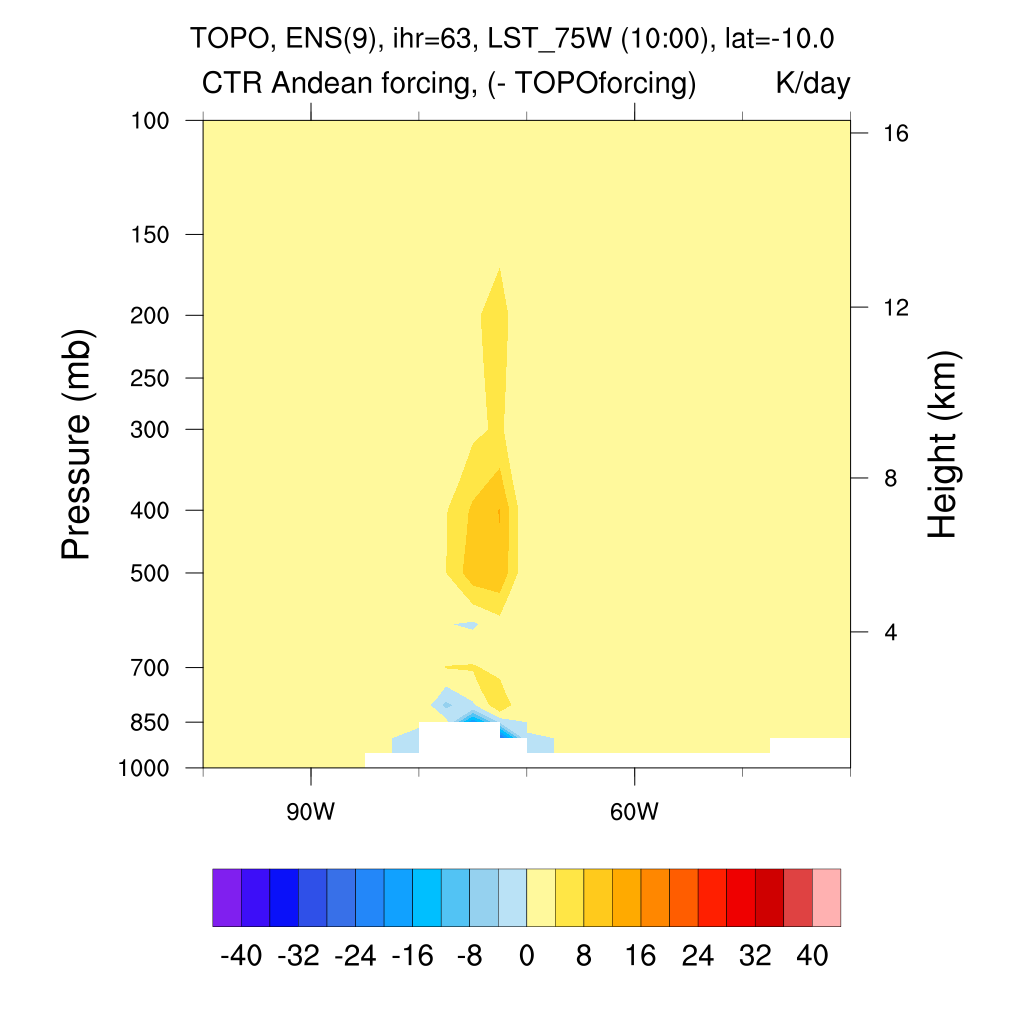 TOPO, ENS(9), ihr=63, LST_75W (10:00), lat=-10.0
CTR Andean forcing, (- TOPOforcing) K/day
100
150
200
250
300
400
500
700
850
1000
Pressure (mb)
16
12
8
4
Height (km)
90W 60W
-40 -32 -24 -16 -8 0 8 16 24 32 40